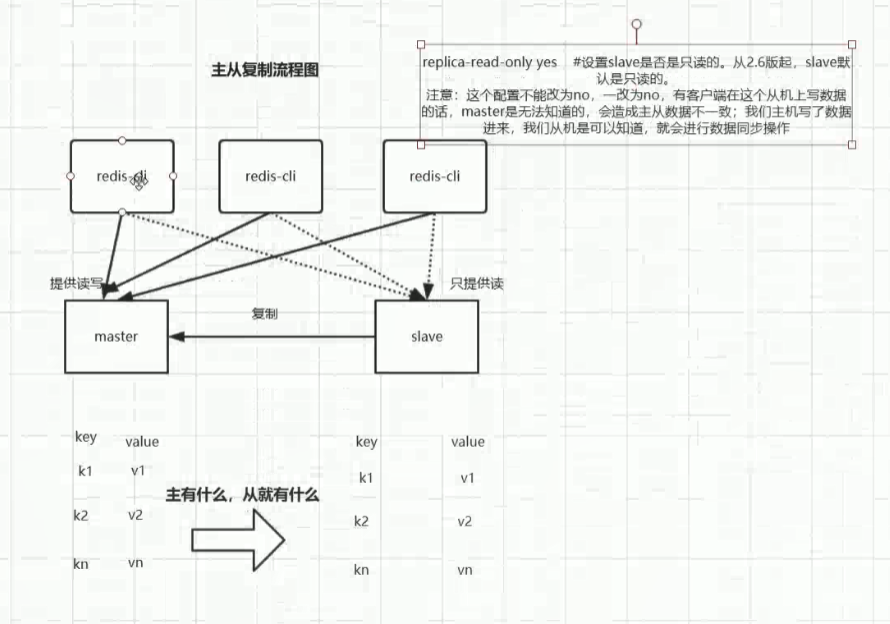 主从复制流程图
replica-read-only yes #设置slave是否是只读的。从2.6版起，slave默
认是只读的。
注意：这个配置不能改为no，一改为no，有客户端在这个从机上写数据
的话，master是无法知道的，会造成主从数据不一致；我们主机写了数据
进来，我们从机是可以知道，就会进行数据同步操作
redis-cli redis-cli redis-cli
提供读写 只提供读
复制
master slave
key value key value
k1 v1 k1 v1
主有什么，从就有什么
k2 v2 k2 v2
kn vn kn vn